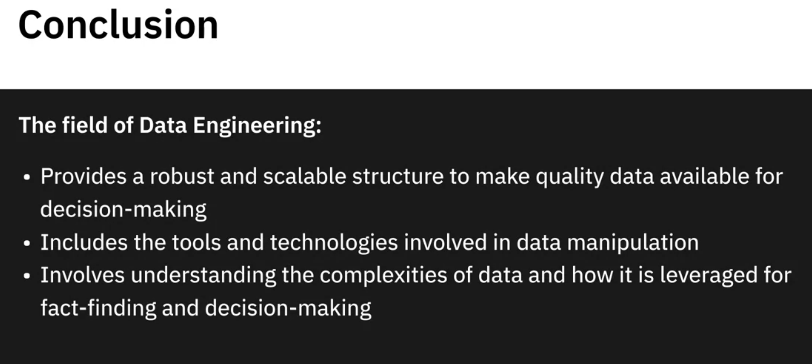 Conclusion
The field of Data Engineering:
• Provides a robust and scalable structure to make quality data available for
decision-making
• Includes the tools and technologies involved in data manipulation
• Involves understanding the complexities of data and how it is leveraged for
fact-finding and decision-making